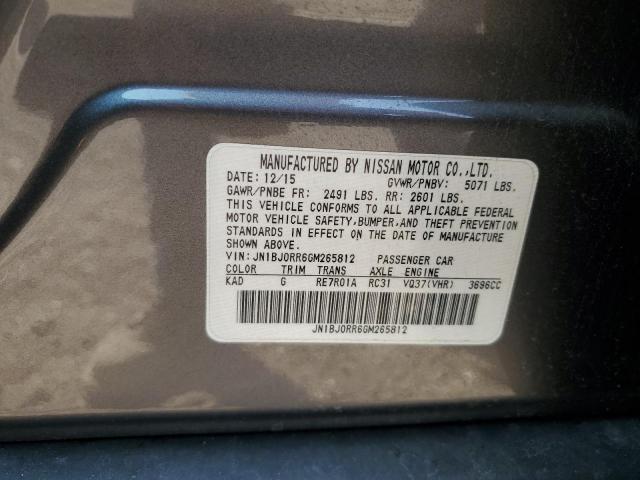 MANUFACTURED BY NISSAN MOTOR CO.,LTD.
DATE: 12/15 GVWR/PNBV: 5071 LBS.
GAWR/PNBE FR: 2491 LBS. RR: 2601 LBS.
THIS VEHICLE CONFORMS TO ALL APPLICABLE FEDERAL
MOTOR VEHICLE SAFETY,BUMPER,AND THEFT PREVENTION
STANDARDS IN EFFECT ON THE DATE OF MANUFACTURE
SHOWN ABOVE.
VIN: JN1BJ0RR6GM265812 PASSENGER CAR
COLOR TRIM TRANS AXLE ENGINE
KAD G RE7R01A RC31 VQ37(VHR) 3696CC
JN1BJ0RR6GM265812